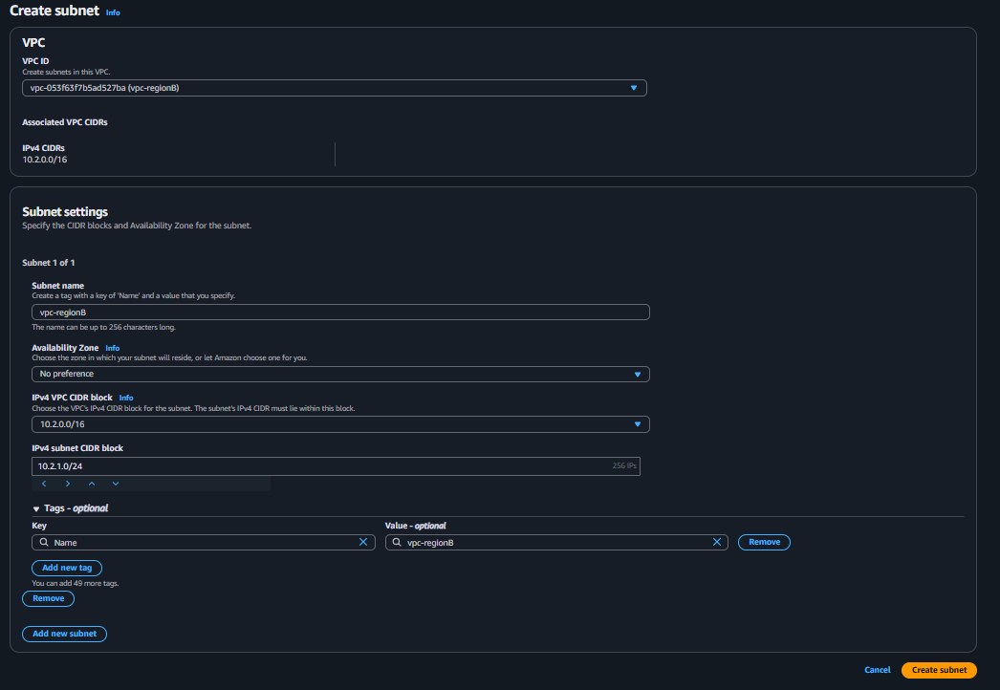 Create subnet Info
VPC
VPC ID
Create subnets in this VPC.
vpc-053f63f7b5ad527ba (vpc-regionB)
Associated VPC CIDRs
IPv4 CIDRs
10.2.0.0/16
Subnet settings
Specify the CIDR blocks and Availability Zone for the subnet.
Subnet 1 of 1
Subnet name
Create a tag with a key of 'Name' and a value that you specify.
vpc-regionB
The name can be up to 256 characters long.
Availability Zone Info
Choose the zone in which your subnet will reside, or let Amazon choose one for you.
No preference
IPv4 VPC CIDR block Info
Choose the VPC's IPv4 CIDR block for the subnet. The subnet's IPv4 CIDR must lie within this block.
10.2.0.0/16
IPv4 subnet CIDR block
10.2.1.0/24 256 IPs
Tags - optional
Key Value - optional
Name vpc-regionB Remove
Add new tag
You can add 49 more tags.
Remove
Add new subnet
Cancel Create subnet